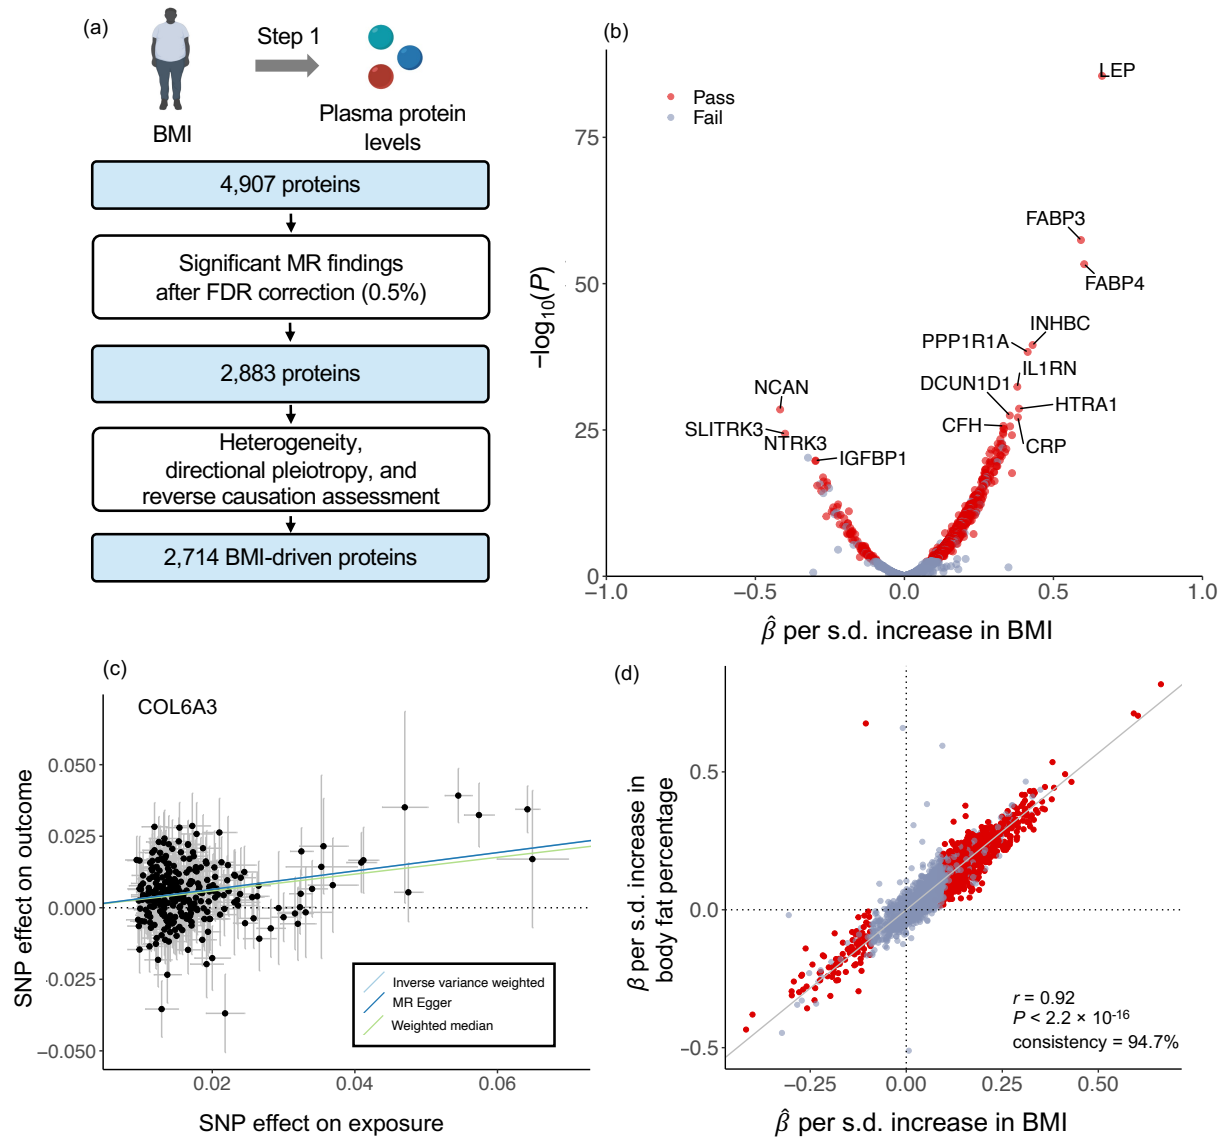 (a)
Step 1
BMI
Plasma protein
levels
4,907 proteins
Significant MR findings
after FDR correction (0.5%)
2,883 proteins
Heterogeneity,
directional pleiotropy, and
reverse causation assessment
2,714 BMI-driven proteins
(b)
Pass
Fail
LEP
FABP3
FABP4
INHBC
PPP1R1A
IL1RN
DCUN1D1
HTRA1
CFH
CRP
NCAN
SLITRK3
NTRK3
IGFBP1
75
50
25
0
−log₁₀(P)
−1.0
−0.5
0.0
0.5
1.0
β̂ per s.d. increase in BMI
(c)
COL6A3
0.050
0.025
0.000
-0.025
−0.050
SNP effect on outcome
Inverse variance weighted
MR Egger
Weighted median
0.02
0.04
0.06
SNP effect on exposure
(d)
0.5
0.0
−0.5
β per s.d. increase in
body fat percentage
r = 0.92
P < 2.2 × 10⁻¹⁶
consistency = 94.7%
−0.25
0.00
0.25
0.50
β̂ per s.d. increase in BMI